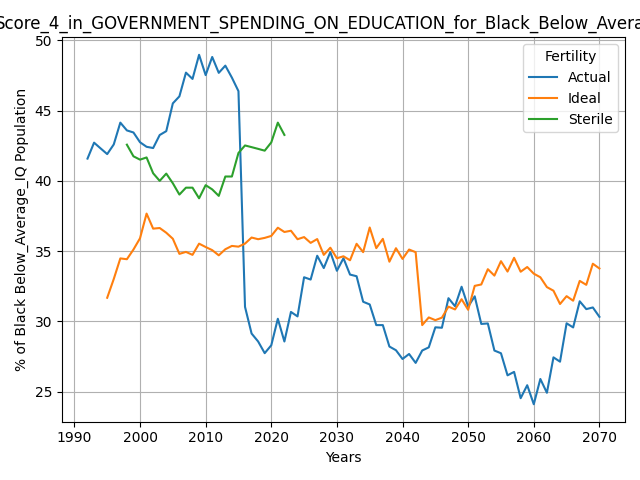 Score_4_in_GOVERNMENT_SPENDING_ON_EDUCATION_for_Black_Below_Avera
% of Black Below_Average_IQ Population
50
45
40
35
30
25
Fertility
Actual
Ideal
Sterile
1990
2000
2010
2020
2030
2040
2050
2060
2070
Years